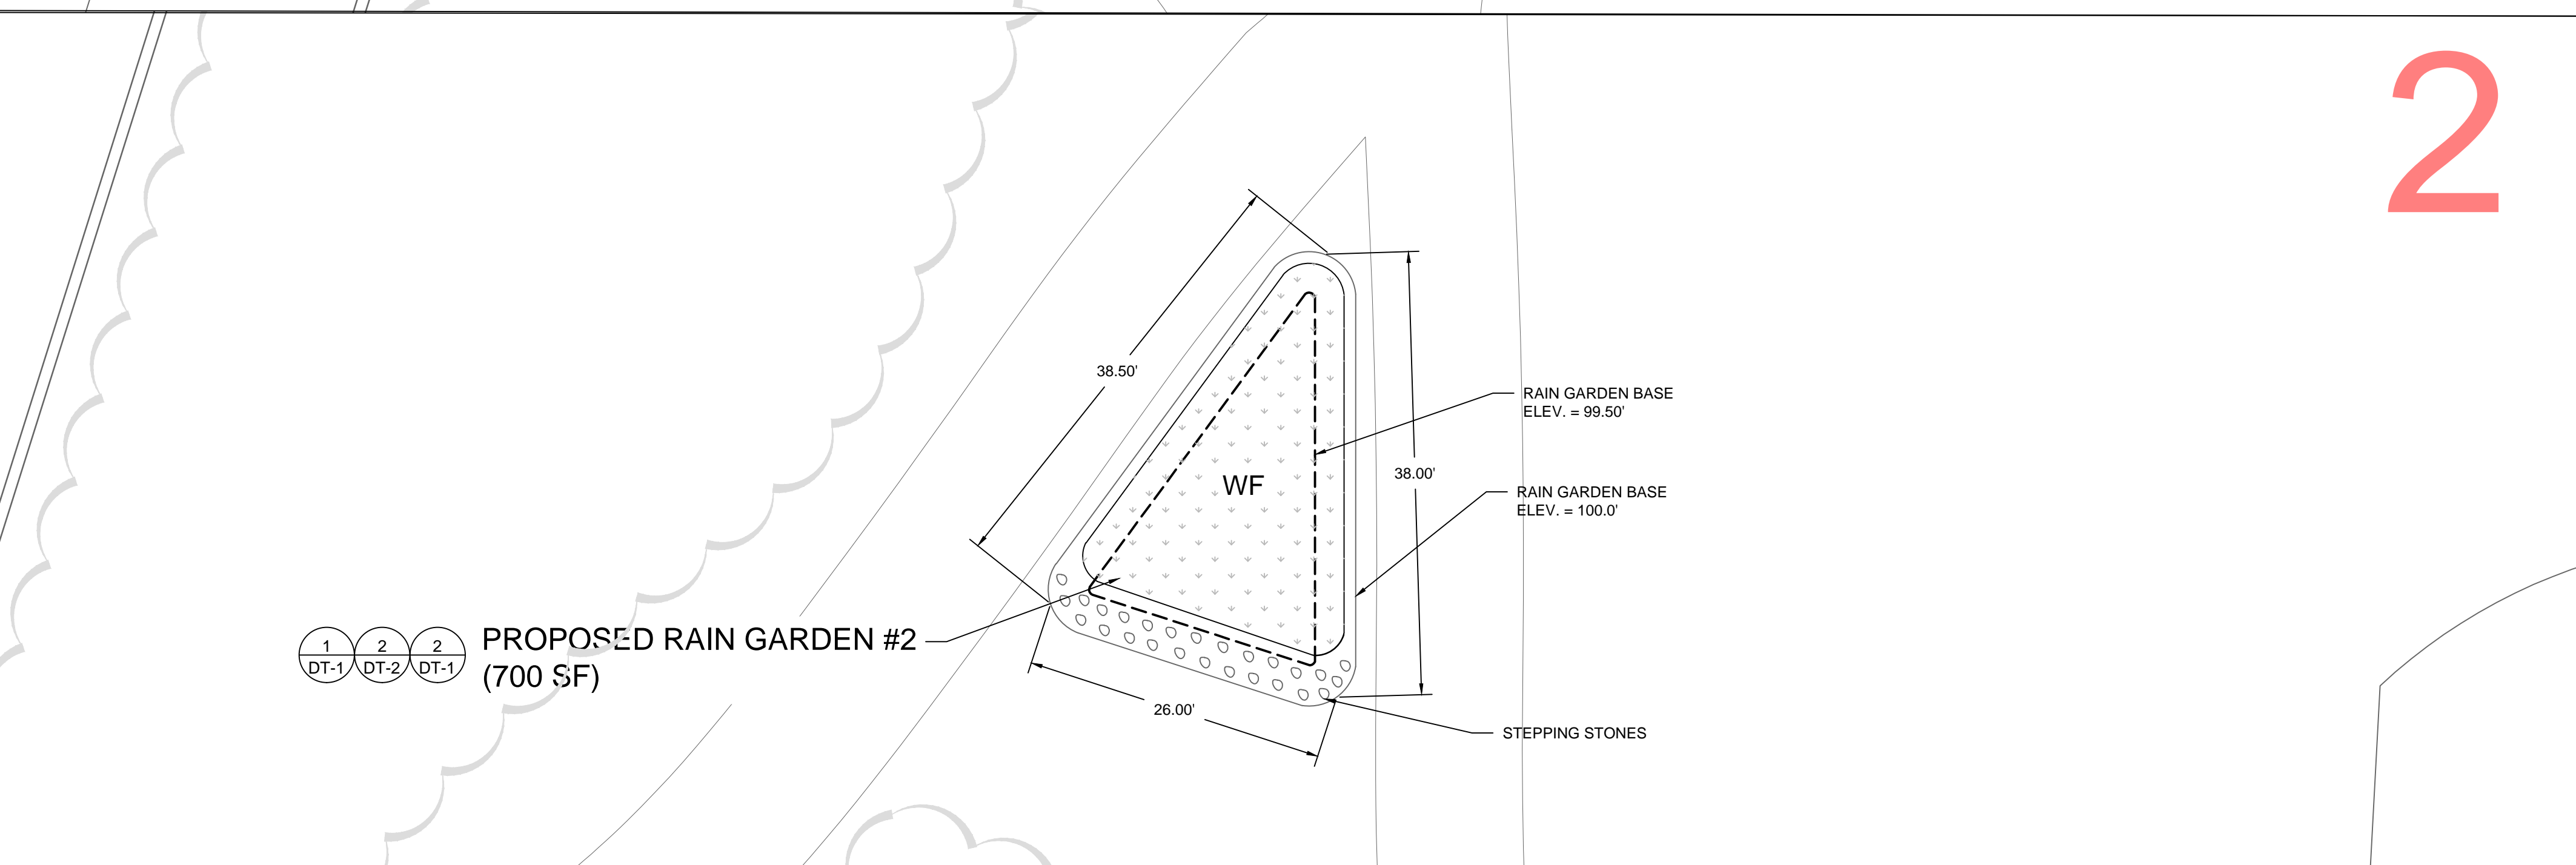 2
38.50'
RAIN GARDEN BASE
ELEV. = 99.50'
38.00'
WF
RAIN GARDEN BASE
ELEV. = 100.0'
1
DT-1
2
DT-2
2
DT-1
PROPOSED RAIN GARDEN #2
(700 SF)
26.00'
STEPPING STONES